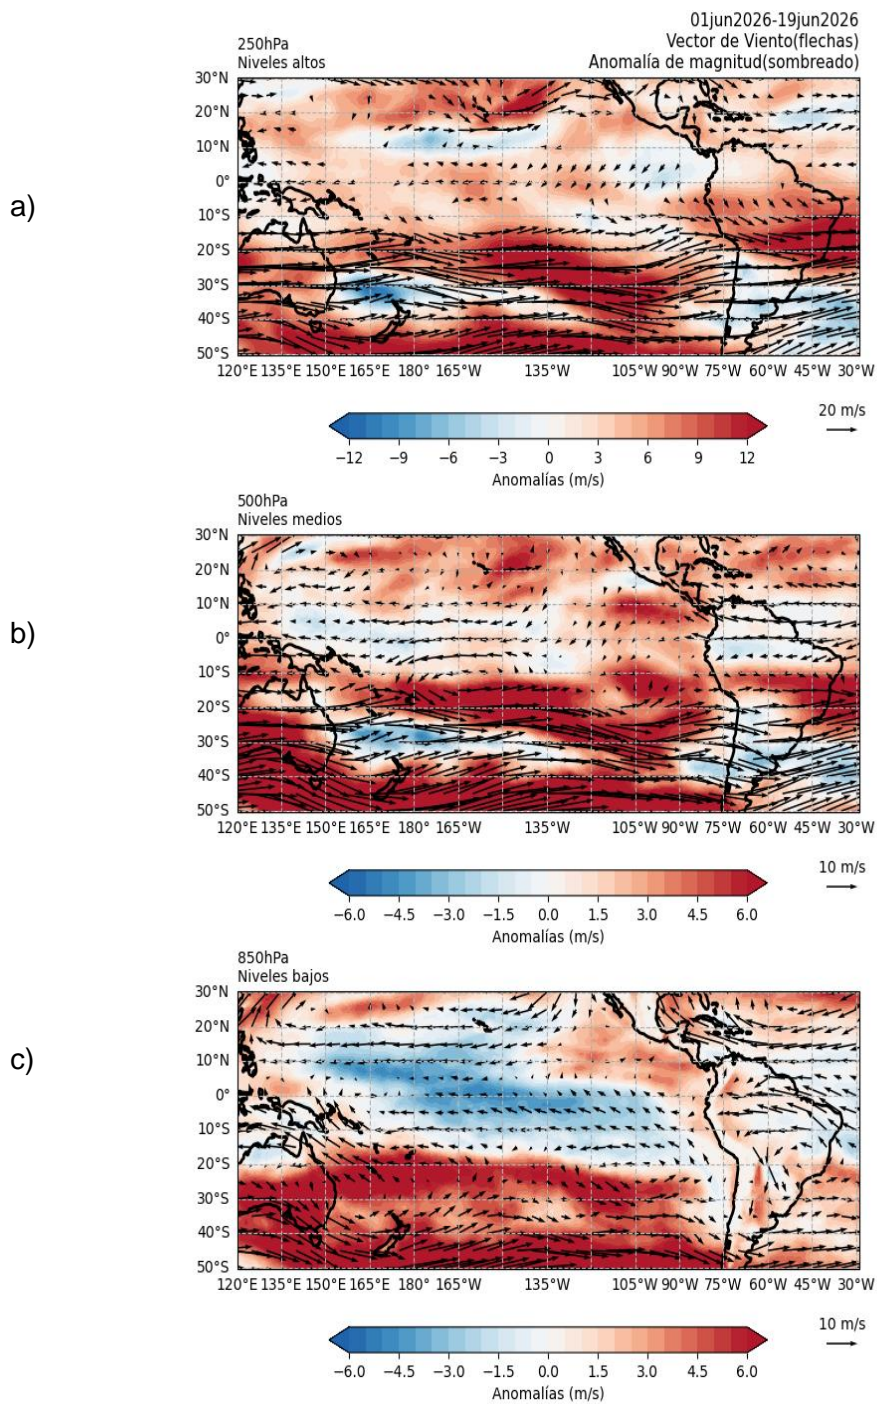 01jun2026-19jun2026
250hPa
Vector de Viento(flechas)
Niveles altos
Anomalía de magnitud(sombreado)
a)
30°N
20°N
10°N
0°
10°S
20°S
30°S
40°S
50°S
120°E 135°E 150°E 165°E 180° 165°W 135°W 105°W 90°W 75°W 60°W 45°W 30°W
20 m/s
−12 −9 −6 −3 0 3 6 9 12
Anomalías (m/s)
500hPa
Niveles medios
b)
30°N
20°N
10°N
0°
10°S
20°S
30°S
40°S
50°S
120°E 135°E 150°E 165°E 180° 165°W 135°W 105°W 90°W 75°W 60°W 45°W 30°W
10 m/s
−6.0 −4.5 −3.0 −1.5 0.0 1.5 3.0 4.5 6.0
Anomalías (m/s)
850hPa
Niveles bajos
c)
30°N
20°N
10°N
0°
10°S
20°S
30°S
40°S
50°S
120°E 135°E 150°E 165°E 180° 165°W 135°W 105°W 90°W 75°W 60°W 45°W 30°W
10 m/s
−6.0 −4.5 −3.0 −1.5 0.0 1.5 3.0 4.5 6.0
Anomalías (m/s)